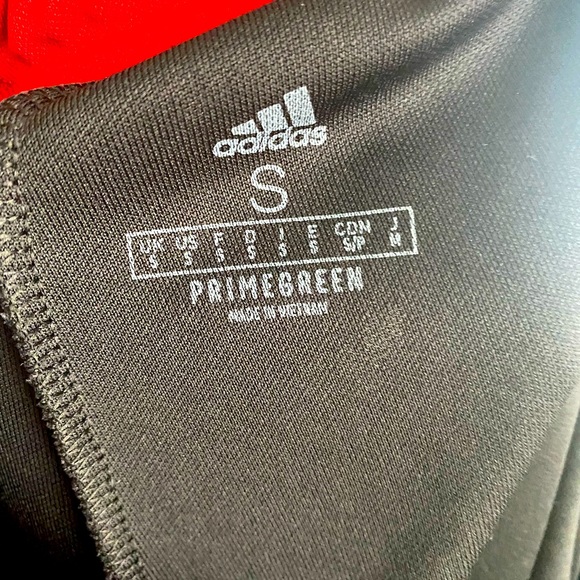 adidas
S
UK US F D I E CDN J
S S S S S S S/P M
PRIMEGREEN
MADE IN VIETNAM